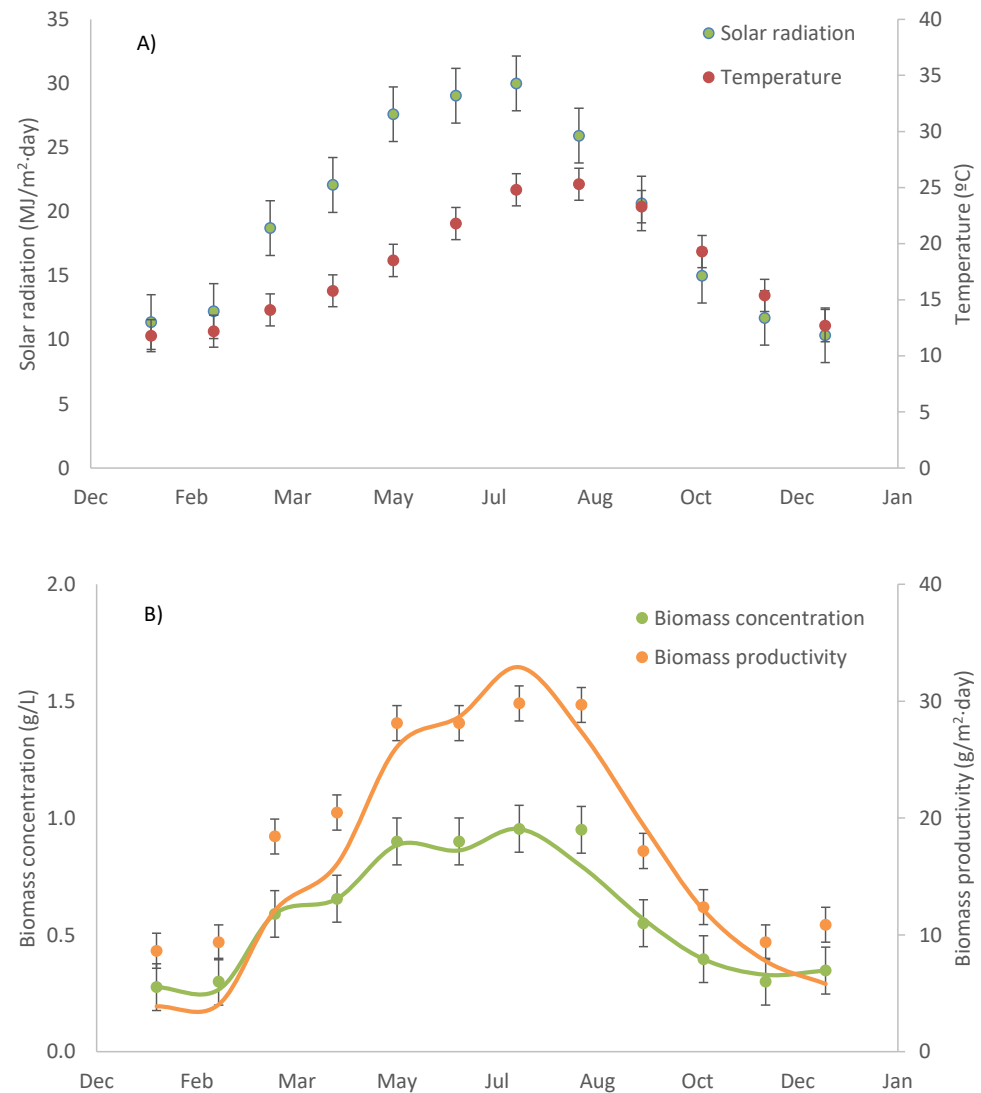 A)
Solar radiation
Temperature
Solar radiation (MJ/m²·day)
35
30
25
20
15
10
5
0
Temperature (ºC)
40
35
30
25
20
15
10
5
0
Dec Feb Mar May Jul Aug Oct Dec Jan
B)
Biomass concentration
Biomass productivity
Biomass concentration (g/L)
2.0
1.5
1.0
0.5
0.0
Biomass productivity (g/m²·day)
40
30
20
10
0
Dec Feb Mar May Jul Aug Oct Dec Jan